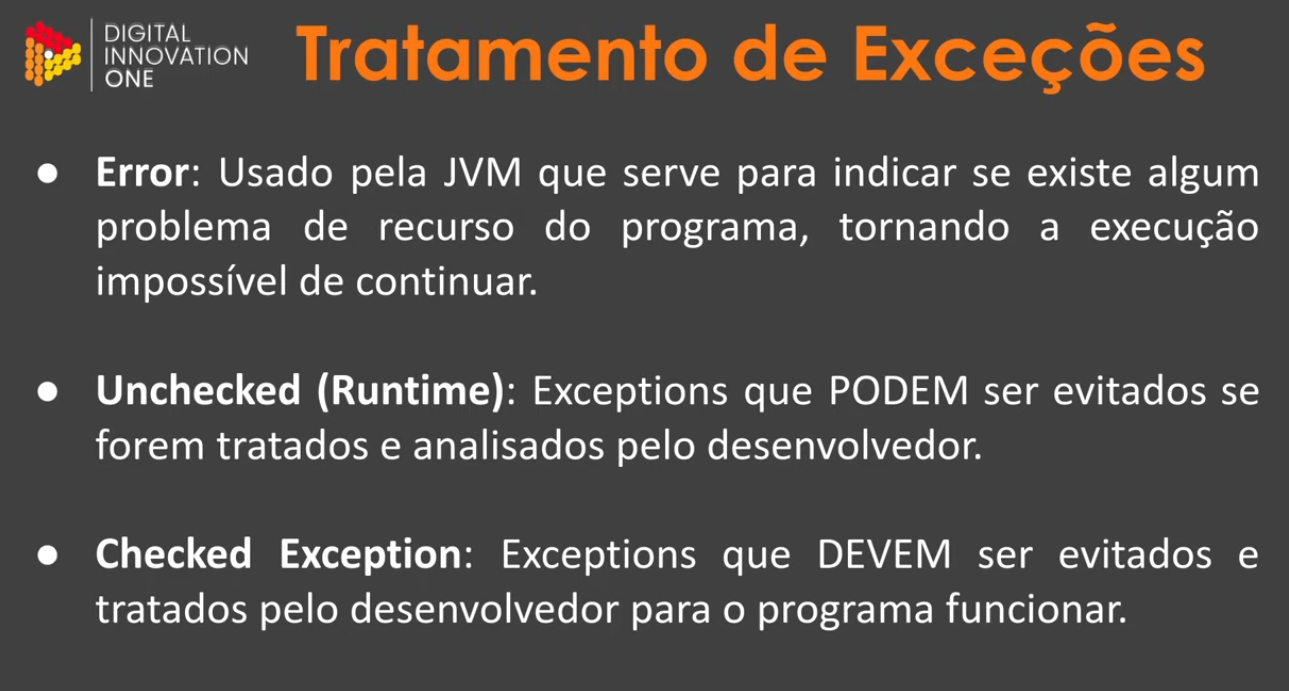 DIGITAL
INNOVATION
ONE
Tratamento de Exceções
● Error: Usado pela JVM que serve para indicar se existe algum
problema de recurso do programa, tornando a execução
impossível de continuar.
● Unchecked (Runtime): Exceptions que PODEM ser evitados se
forem tratados e analisados pelo desenvolvedor.
● Checked Exception: Exceptions que DEVEM ser evitados e
tratados pelo desenvolvedor para o programa funcionar.